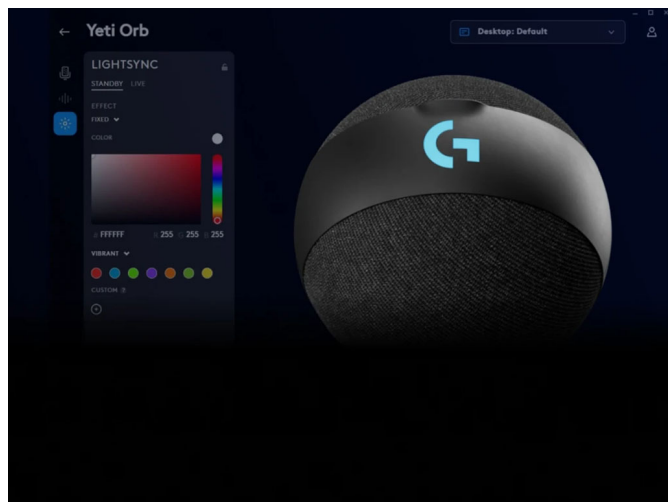 Yeti Orb
Desktop: Default
LIGHTSYNC
STANDBY LIVE
EFFECT
FIXED
COLOR
# FFFFFF R 255 G 255 B 255
VIBRANT
CUSTOM